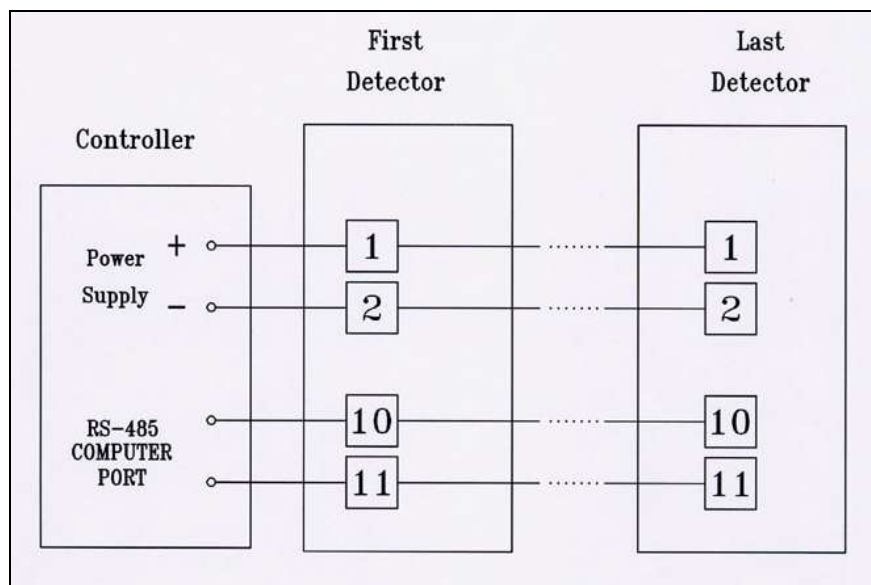 First
Detector
Last
Detector
Controller
Power
Supply
+
-
1
2
1
2
RS-485
COMPUTER
PORT
10
11
10
11